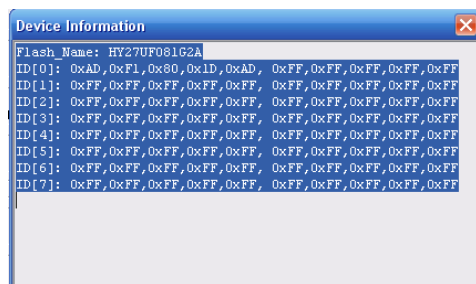 Device Information
Flash_Name: HY27UF081G2A
ID[0]: 0xAD,0xF1,0x80,0x1D,0xAD, 0xFF,0xFF,0xFF,0xFF,0xFF
ID[1]: 0xFF,0xFF,0xFF,0xFF,0xFF, 0xFF,0xFF,0xFF,0xFF,0xFF
ID[2]: 0xFF,0xFF,0xFF,0xFF,0xFF, 0xFF,0xFF,0xFF,0xFF,0xFF
ID[3]: 0xFF,0xFF,0xFF,0xFF,0xFF, 0xFF,0xFF,0xFF,0xFF,0xFF
ID[4]: 0xFF,0xFF,0xFF,0xFF,0xFF, 0xFF,0xFF,0xFF,0xFF,0xFF
ID[5]: 0xFF,0xFF,0xFF,0xFF,0xFF, 0xFF,0xFF,0xFF,0xFF,0xFF
ID[6]: 0xFF,0xFF,0xFF,0xFF,0xFF, 0xFF,0xFF,0xFF,0xFF,0xFF
ID[7]: 0xFF,0xFF,0xFF,0xFF,0xFF, 0xFF,0xFF,0xFF,0xFF,0xFF